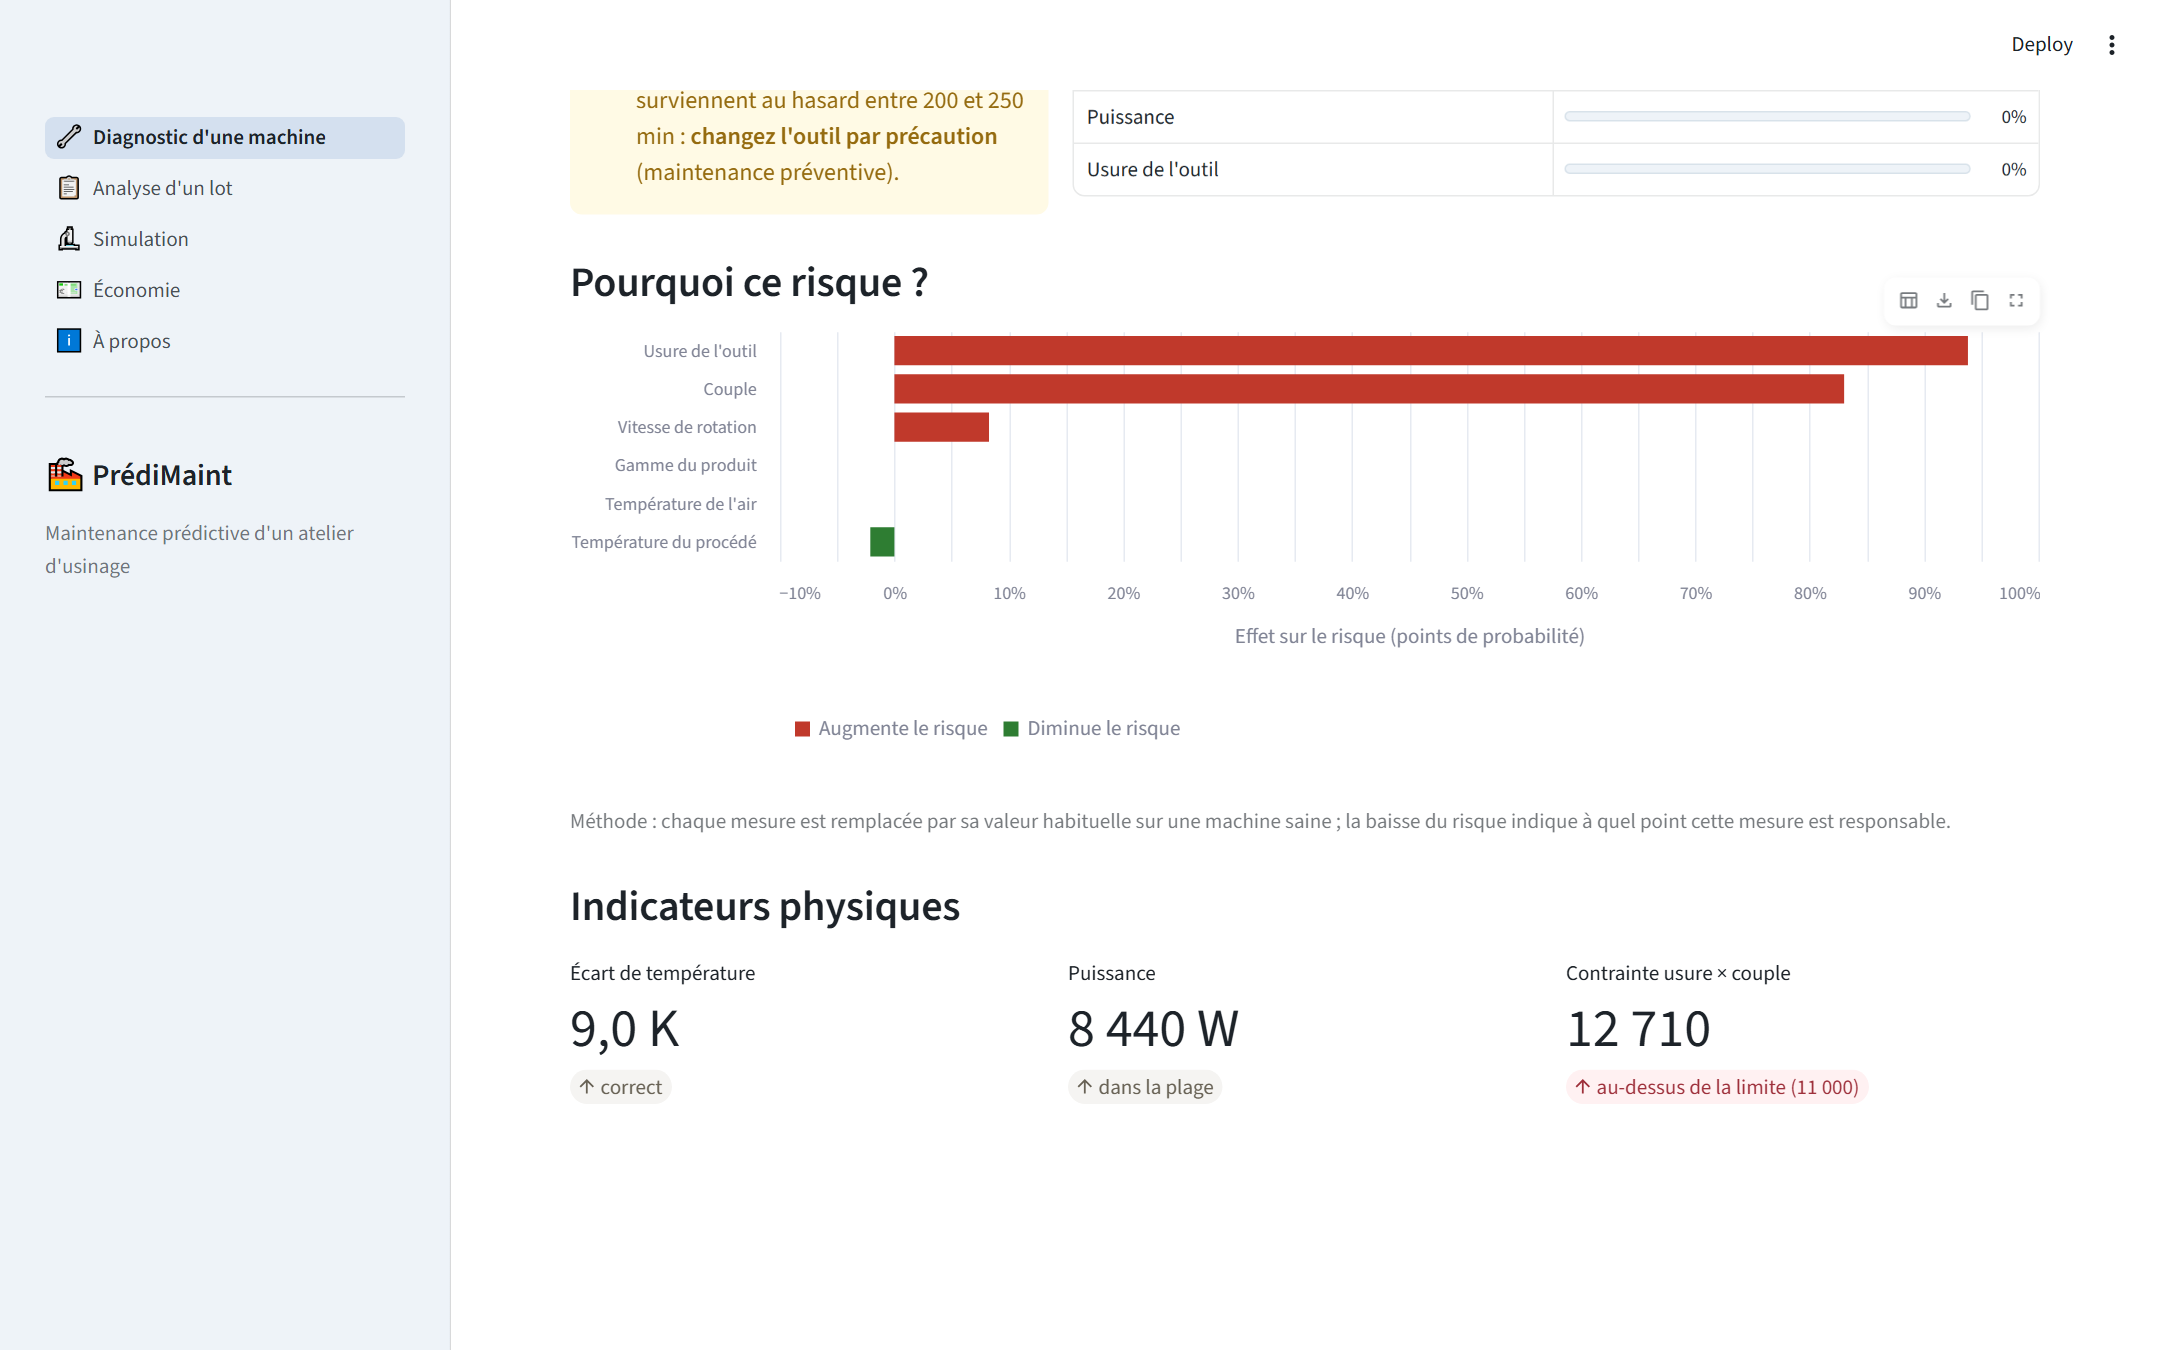 Deploy
Diagnostic d'une machine
Analyse d'un lot
Simulation
Économie
À propos
PrédiMaint
Maintenance prédictive d'un atelier
d'usinage
surviennent au hasard entre 200 et 250
min : changez l'outil par précaution
(maintenance préventive).
Puissance 0%
Usure de l'outil 0%
Pourquoi ce risque ?
Usure de l'outil
Couple
Vitesse de rotation
Gamme du produit
Température de l'air
Température du procédé
−10% 0% 10% 20% 30% 40% 50% 60% 70% 80% 90% 100%
Effet sur le risque (points de probabilité)
Augmente le risque Diminue le risque
Méthode : chaque mesure est remplacée par sa valeur habituelle sur une machine saine ; la baisse du risque indique à quel point cette mesure est responsable.
Indicateurs physiques
Écart de température
9,0 K
↑ correct
Puissance
8 440 W
↑ dans la plage
Contrainte usure × couple
12 710
↑ au-dessus de la limite (11 000)